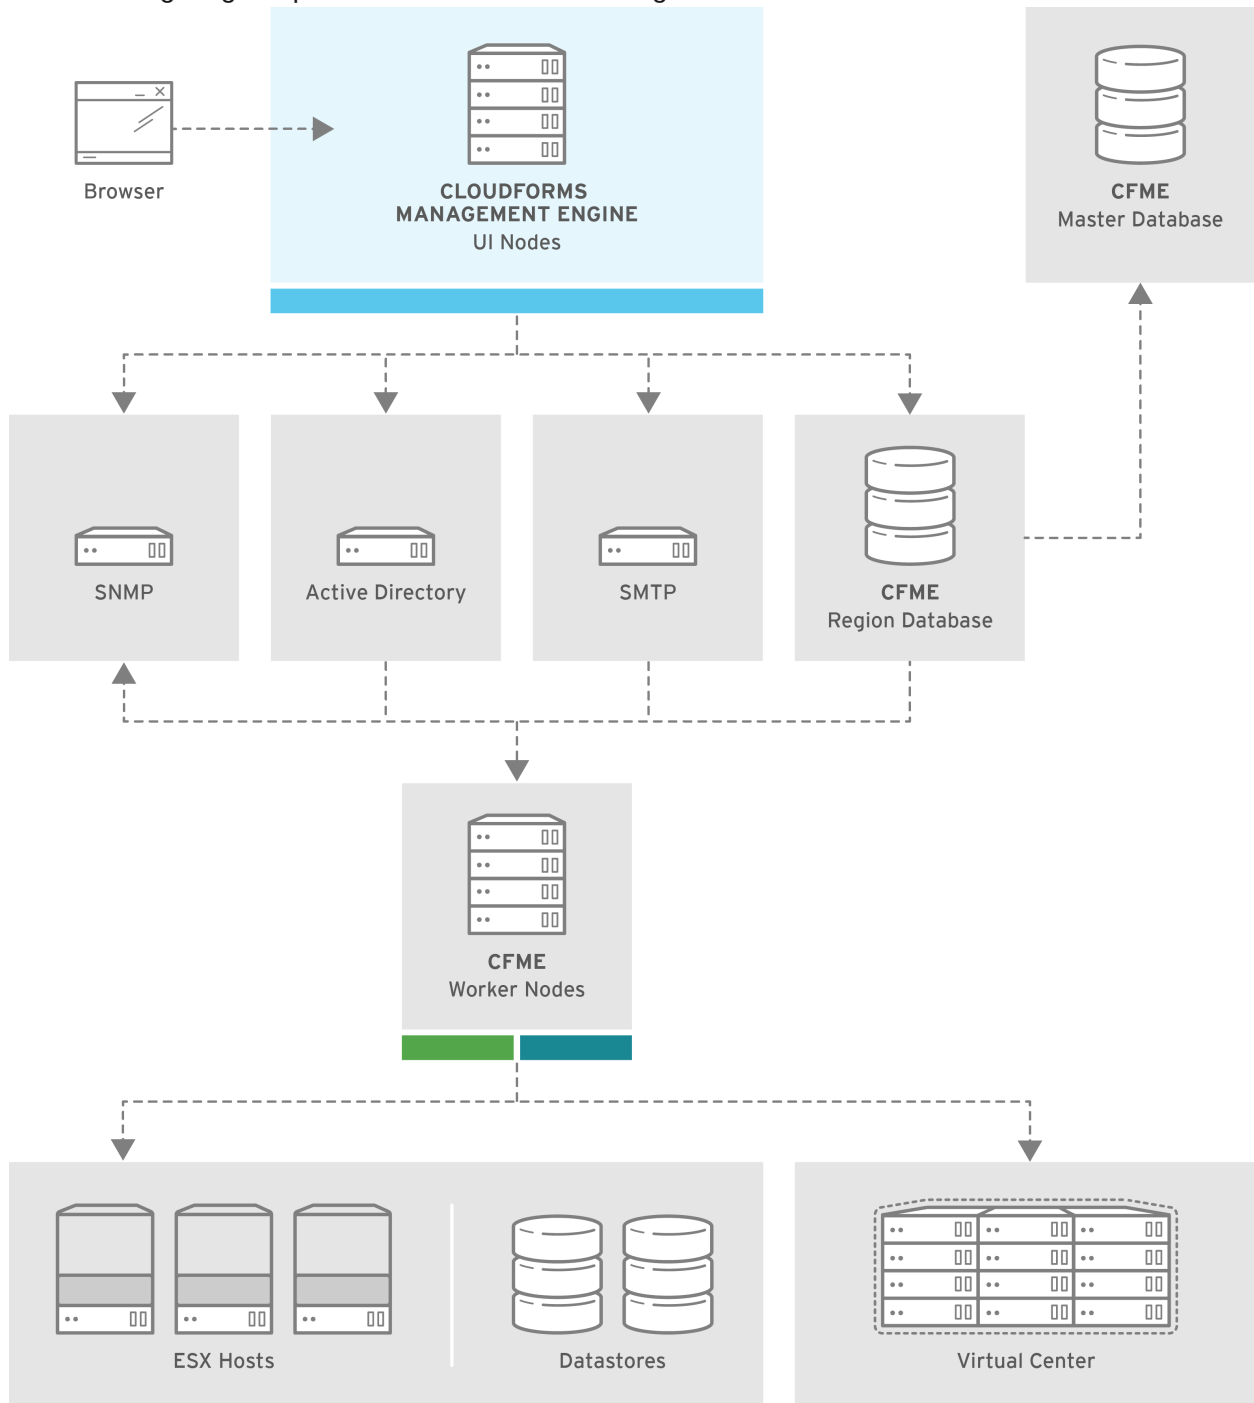 Browser
CLOUDFORMS
MANAGEMENT ENGINE
UI Nodes
CFME
Master Database
SNMP
Active Directory
SMTP
CFME
Region Database
CFME
Worker Nodes
ESX Hosts
Datastores
Virtual Center